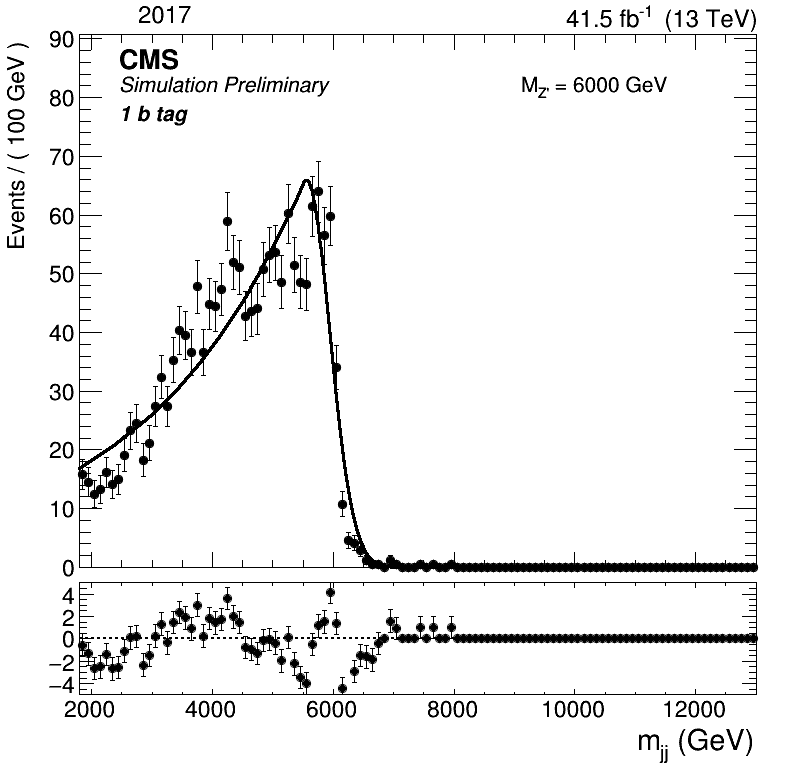 2017 41.5 fb⁻¹ (13 TeV)
Events / ( 100 GeV )
CMS
Simulation Preliminary
1 b tag
M_Z' = 6000 GeV
90
80
70
60
50
40
30
20
10
0
4
2
0
−2
−4
2000 4000 6000 8000 10000 12000
m_jj (GeV)